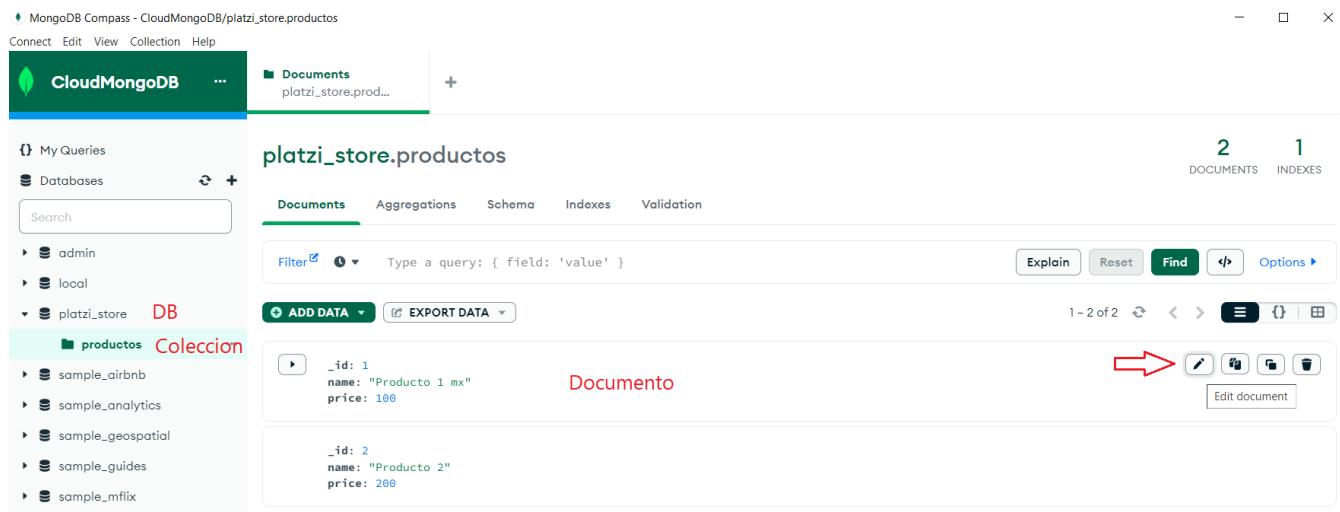 MongoDB Compass - CloudMongoDB/platzi_store.productos
Connect Edit View Collection Help
CloudMongoDB ...
Documents
platzi_store.prod...
+
{} My Queries
Databases
Search
admin
local
platzi_store DB
productos Coleccion
sample_airbnb
sample_analytics
sample_geospatial
sample_guides
sample_mflix
platzi_store.productos
2 1
DOCUMENTS INDEXES
Documents Aggregations Schema Indexes Validation
Filter Type a query: { field: 'value' } Explain Reset Find </> Options
ADD DATA EXPORT DATA 1 – 2 of 2 {}
_id: 1
name: "Producto 1 mx"
price: 100
Documento
Edit document
_id: 2
name: "Producto 2"
price: 200